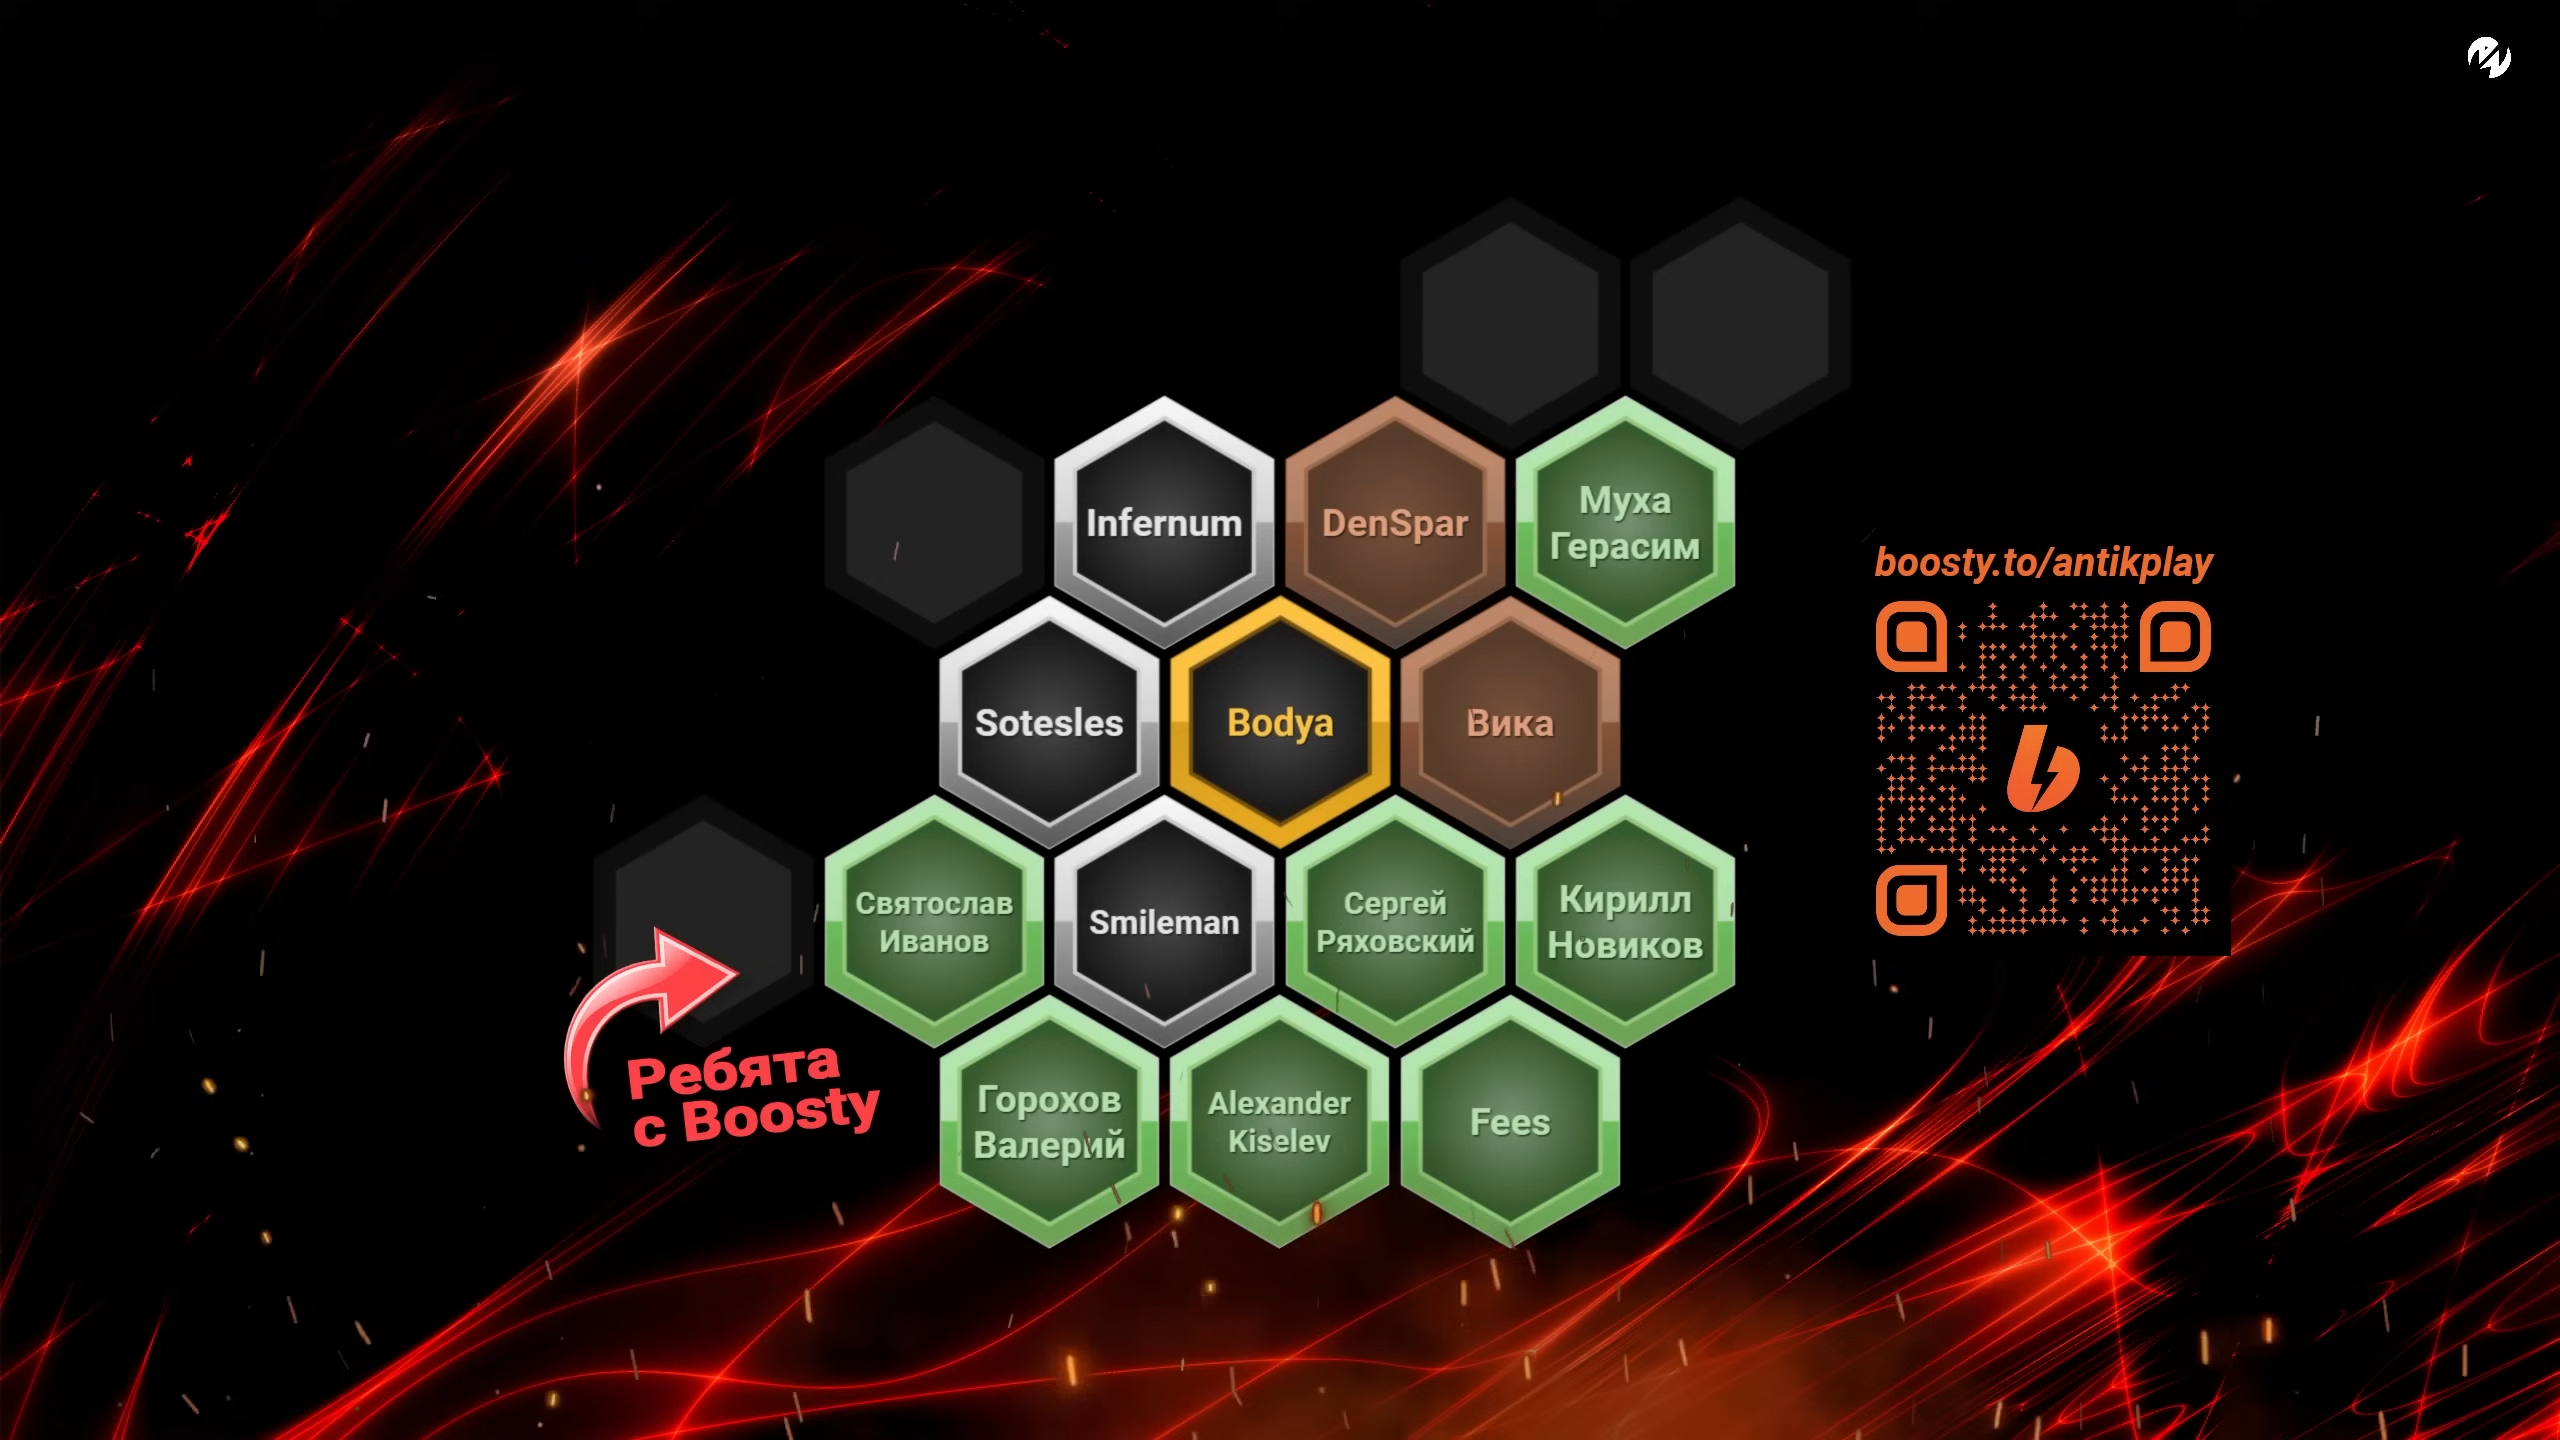 Infernum
DenSpar
Муха
Герасим
boosty.to/antikplay
Sotesles
Bodya
Вика
Святослав
Иванов
Smileman
Сергей
Ряховский
Кирилл
Новиков
Ребята
с Boosty
Горохов
Валерий
Alexander
Kiselev
Fees